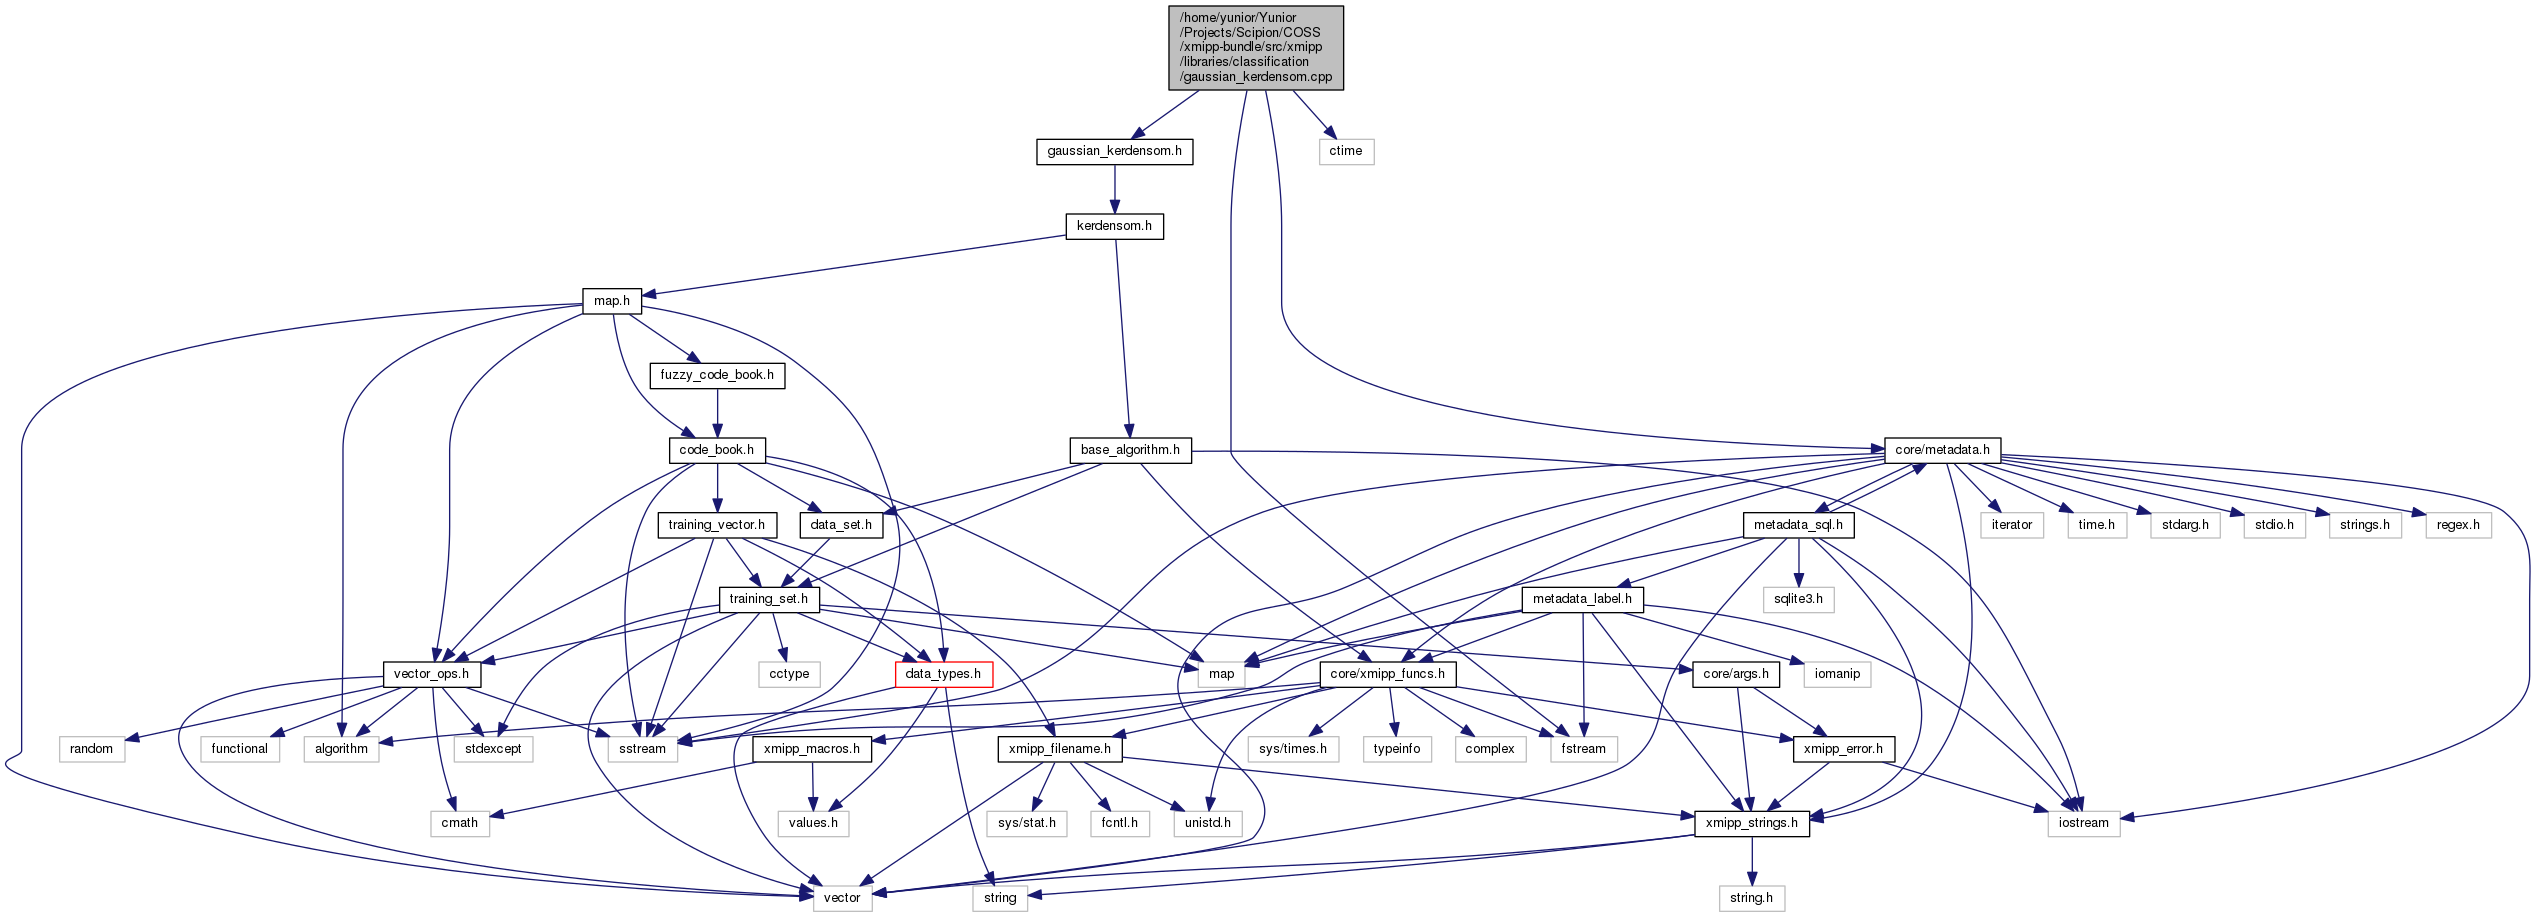 /home/yunior/Yunior
/Projects/Scipion/COSS
/xmipp-bundle/src/xmipp
/libraries/classification
/gaussian_kerdensom.cpp
gaussian_kerdensom.h
ctime
kerdensom.h
map.h
fuzzy_code_book.h
code_book.h
base_algorithm.h
core/metadata.h
training_vector.h
data_set.h
metadata_sql.h
iterator
time.h
stdarg.h
stdio.h
strings.h
regex.h
training_set.h
metadata_label.h
sqlite3.h
vector_ops.h
cctype
data_types.h
map
core/xmipp_funcs.h
core/args.h
iomanip
random
functional
algorithm
stdexcept
sstream
xmipp_macros.h
xmipp_filename.h
sys/times.h
typeinfo
complex
fstream
xmipp_error.h
cmath
values.h
sys/stat.h
fcntl.h
unistd.h
xmipp_strings.h
iostream
vector
string
string.h